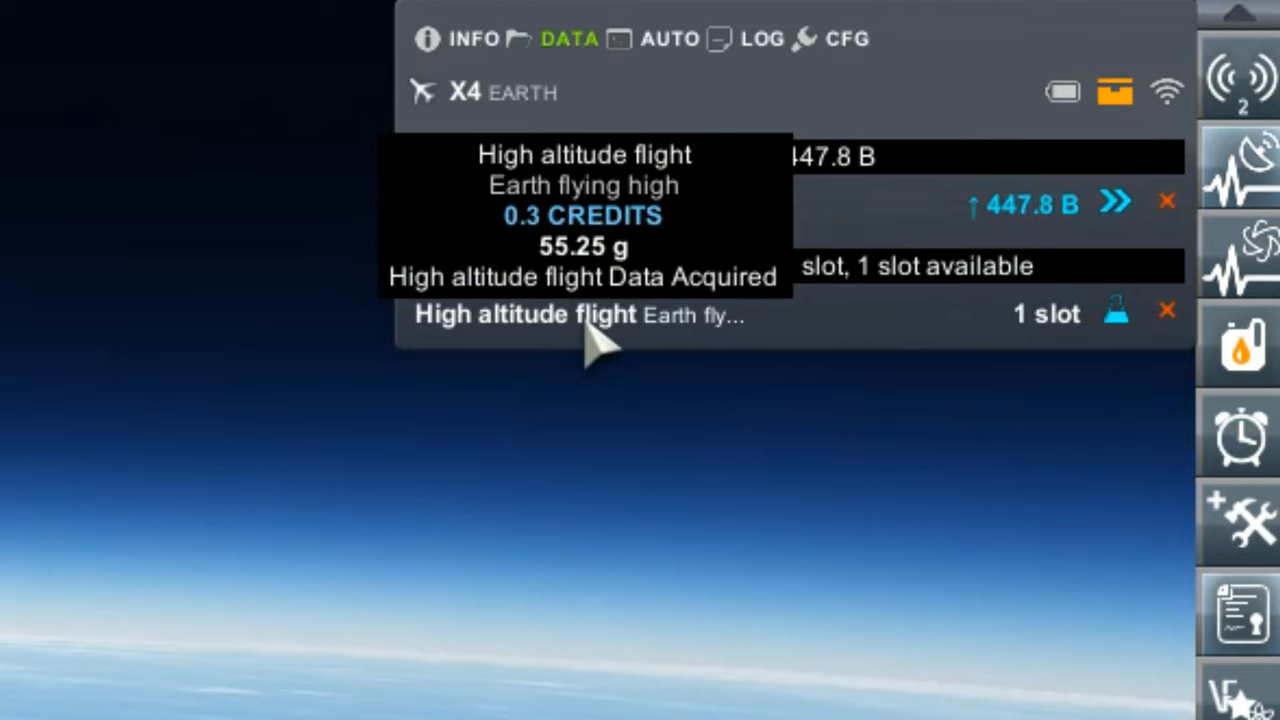 INFO DATA AUTO LOG CFG
X4 EARTH
High altitude flight
Earth flying high
0.3 CREDITS
55.25 g
High altitude flight Data Acquired
447.8 B
↑ 447.8 B
slot, 1 slot available
High altitude flight Earth fly...
1 slot
2